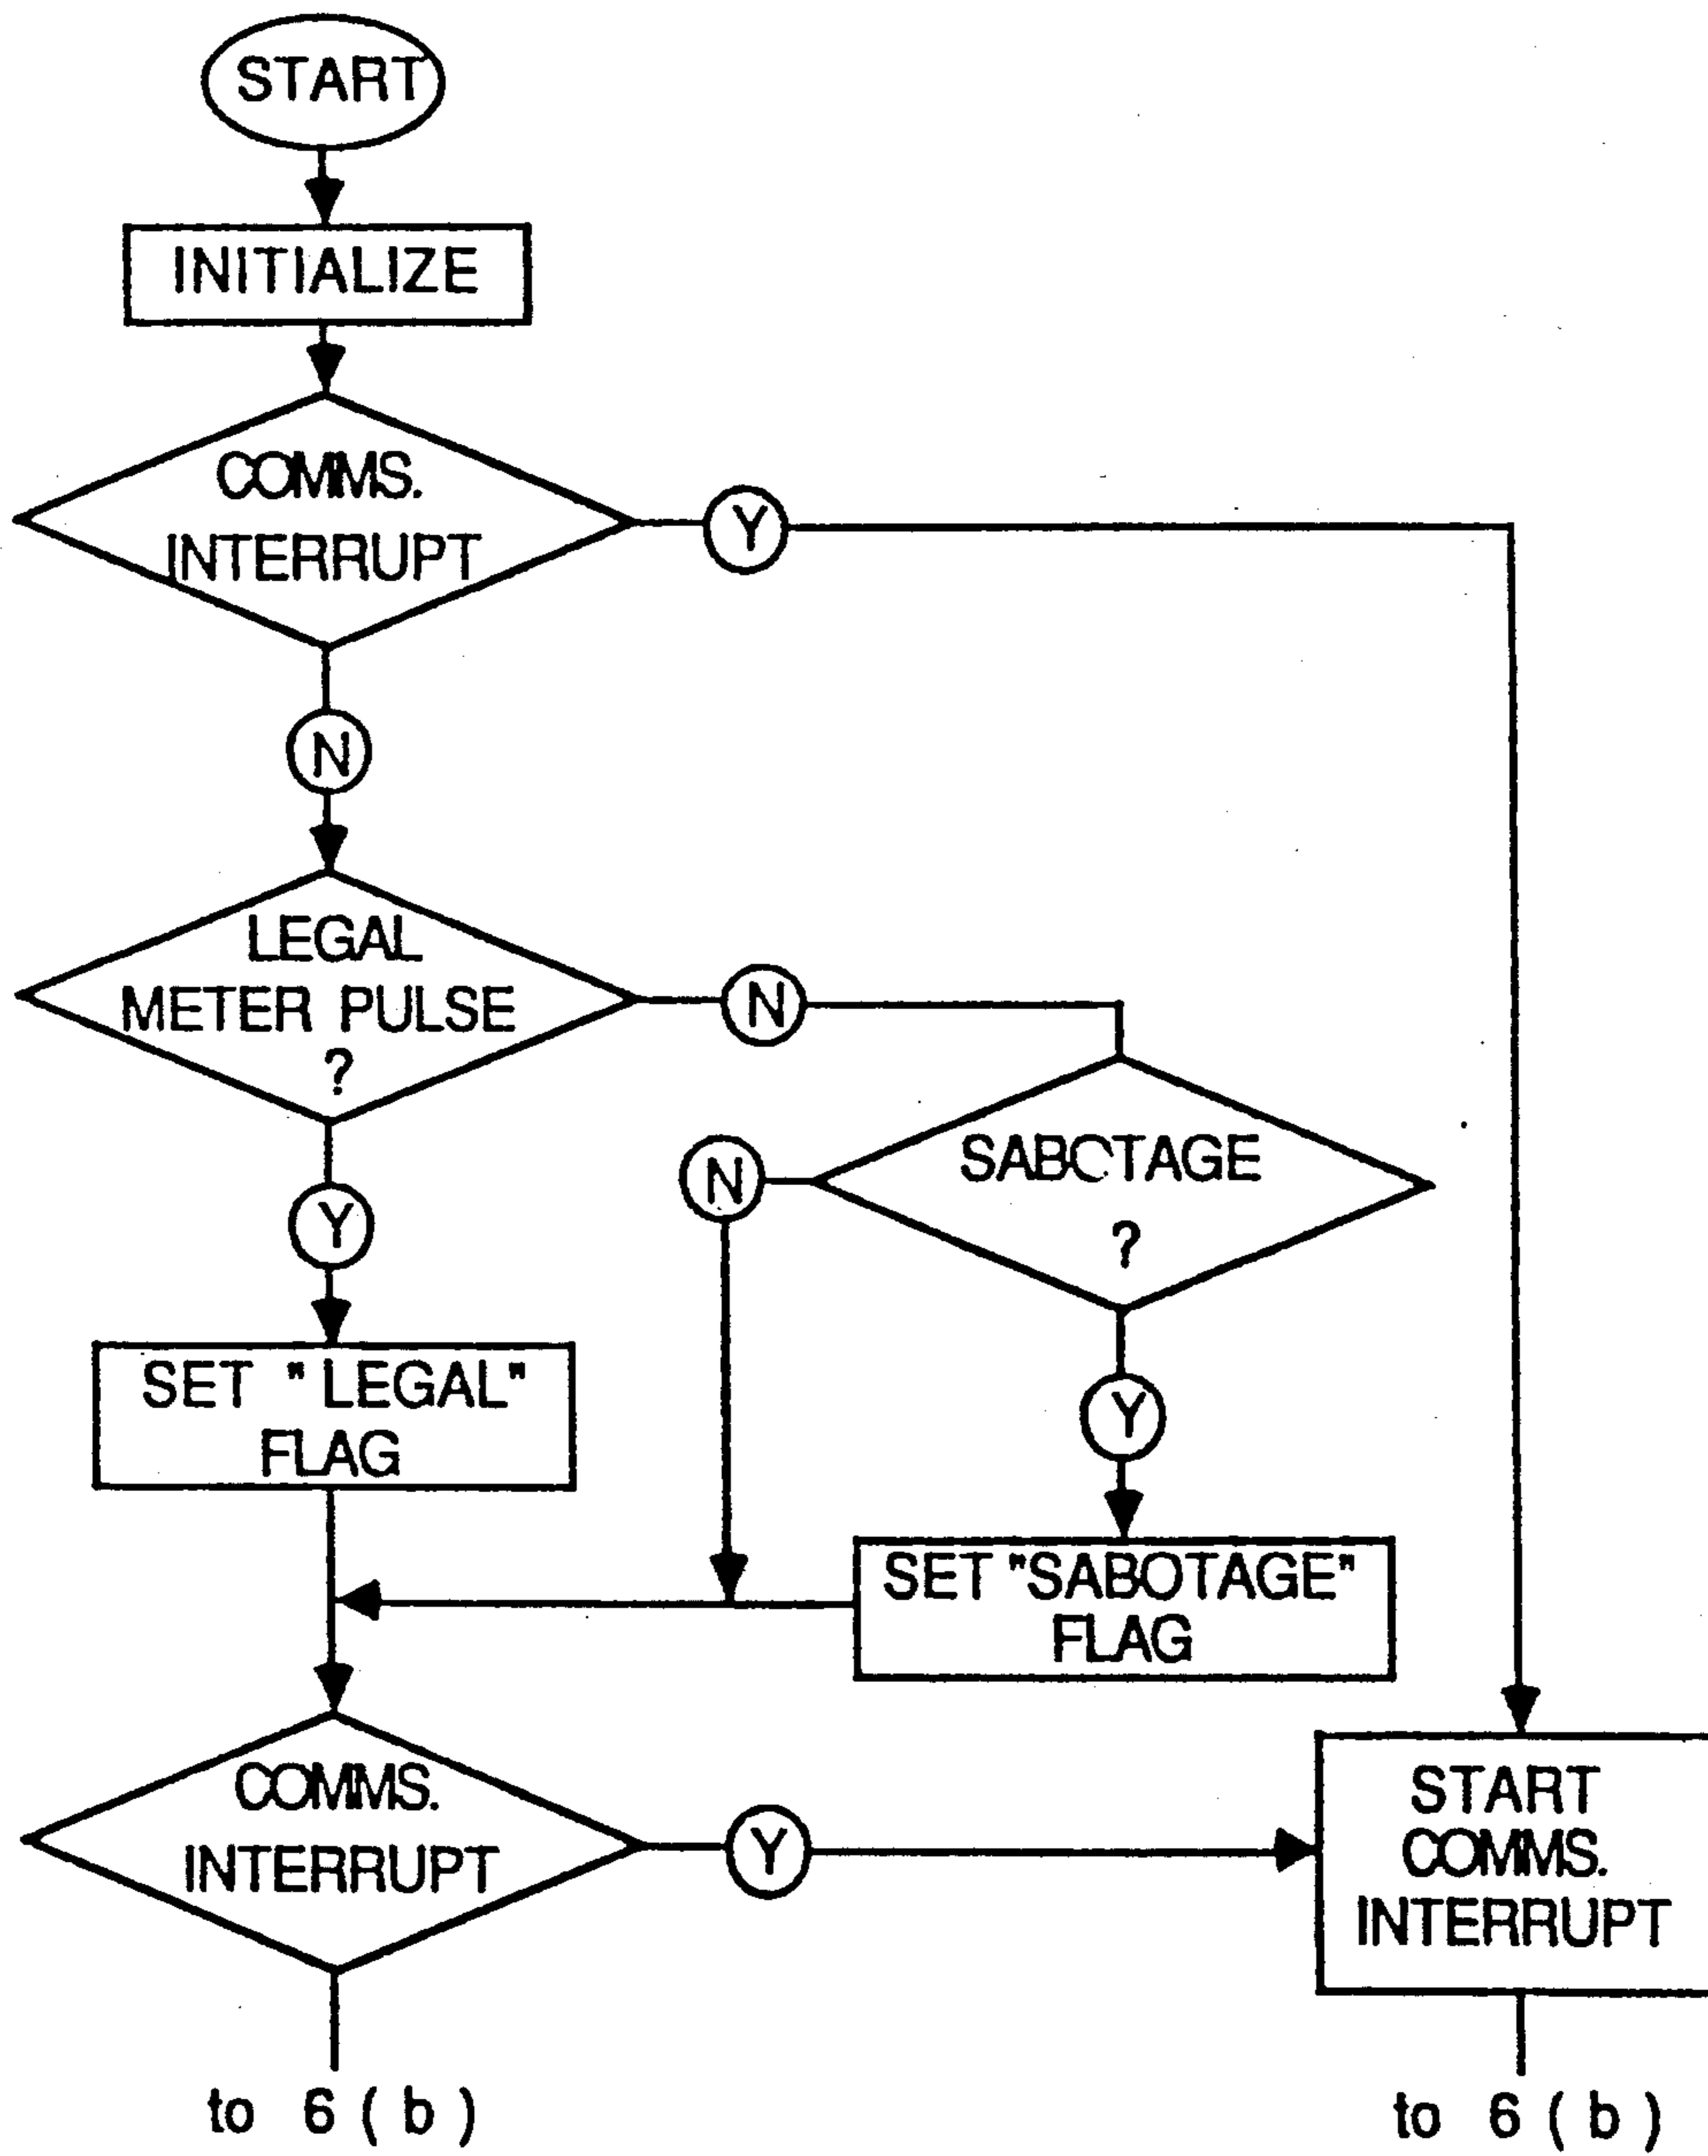 START
INITIALIZE
COMMS.
INTERRUPT
Y
N
LEGAL
METER PULSE
?
N
SABOTAGE
?
N
Y
Y
SET "LEGAL"
FLAG
SET "SABOTAGE"
FLAG
COMMS.
INTERRUPT
Y
START
COMMS.
INTERRUPT
to 6 ( b )
to 6 ( b )